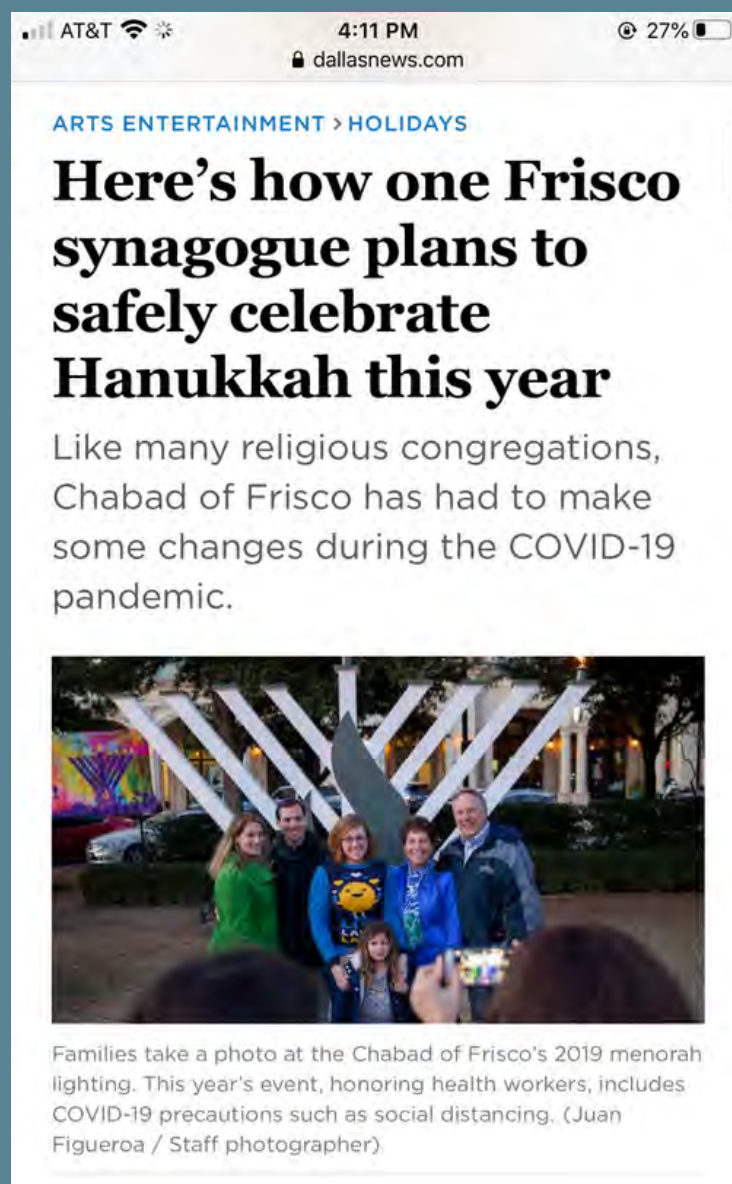 AT&T 4:11 PM 27%
dallasnews.com
ARTS ENTERTAINMENT > HOLIDAYS
Here’s how one Frisco
synagogue plans to
safely celebrate
Hanukkah this year
Like many religious congregations,
Chabad of Frisco has had to make
some changes during the COVID-19
pandemic.
Families take a photo at the Chabad of Frisco’s 2019 menorah
lighting. This year’s event, honoring health workers, includes
COVID-19 precautions such as social distancing. (Juan
Figueroa / Staff photographer)